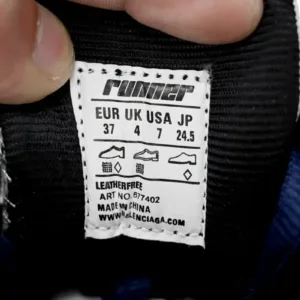 runner
EUR UK USA JP
37 4 7 24.5
LEATHERFREE
ART NO. 677402
MADE IN CHINA
WWW.BALENCIAGA.COM